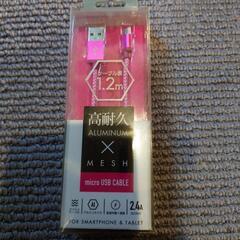 ケーブル長
1.2m
高耐久
ALUMINUM
×
MESH
micro USB CABLE
2.4A
FOR SMARTPHONE & TABLET